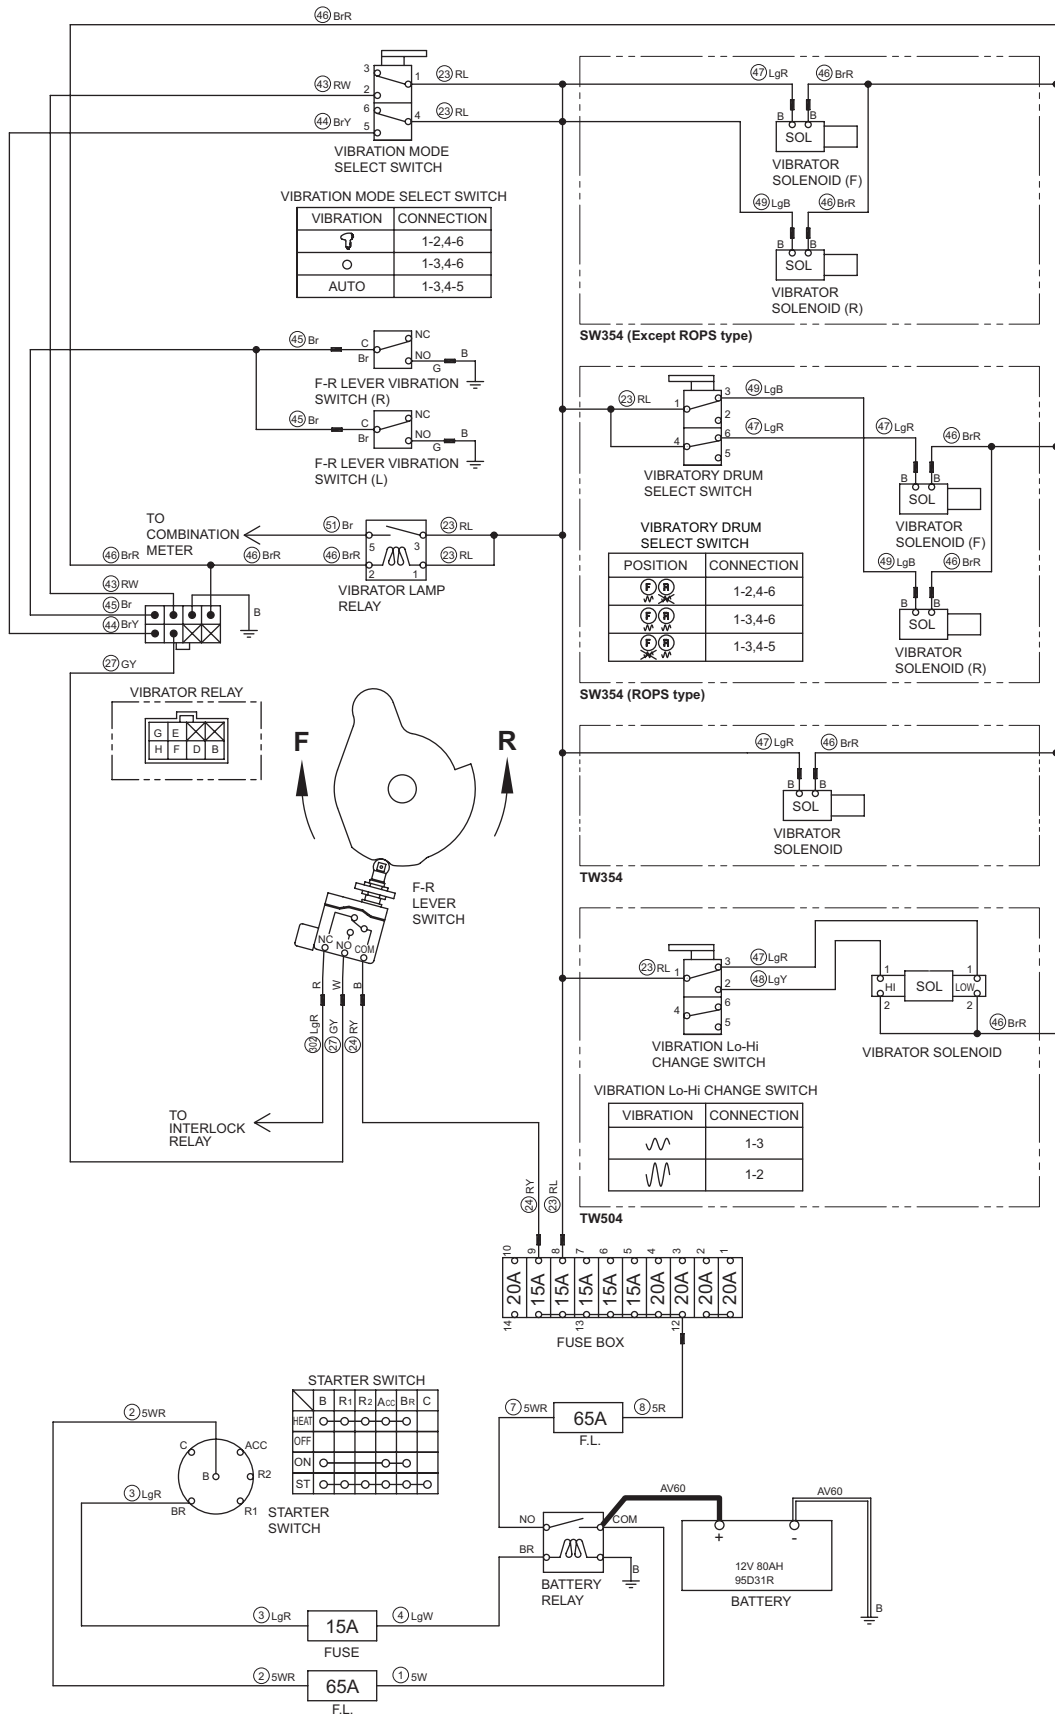 46 BrR
43 RW
3
1
23 RL
2
6
4
23 RL
44 BrY
5
VIBRATION MODE
SELECT SWITCH
VIBRATION MODE SELECT SWITCH
VIBRATION CONNECTION
1-2,4-6
1-3,4-6
AUTO 1-3,4-5
47 LgR
46 BrR
B B
SOL
VIBRATOR
SOLENOID (F)
49 LgB
46 BrR
B B
SOL
VIBRATOR
SOLENOID (R)
SW354 (Except ROPS type)
45 Br
C
Br
NC
NO
G
B
F-R LEVER VIBRATION
SWITCH (R)
45 Br
C
Br
NC
NO
G
B
F-R LEVER VIBRATION
SWITCH (L)
23 RL
1
3
2
4
6
5
49 LgB
47 LgR
47 LgR
46 BrR
VIBRATORY DRUM
SELECT SWITCH
B B
SOL
VIBRATOR
SOLENOID (F)
VIBRATORY DRUM
SELECT SWITCH
POSITION CONNECTION
F R 1-2,4-6
F R 1-3,4-6
F R 1-3,4-5
49 LgB
46 BrR
B B
SOL
VIBRATOR
SOLENOID (R)
SW354 (ROPS type)
TO
COMBINATION
METER
51 Br
5
3
23 RL
46 BrR
46 BrR
46 BrR
2
1
23 RL
VIBRATOR LAMP
RELAY
43 RW
45 Br
44 BrY
B
27 GY
VIBRATOR RELAY
G E
H F D B
F
R
F-R
LEVER
SWITCH
NC NO COM
R W B
302 LgR
27 GY
24 RY
TO
INTERLOCK
RELAY
47 LgR
46 BrR
B B
SOL
VIBRATOR
SOLENOID
TW354
23 RL
1
3
2
4
6
5
47 LgR
48 LgY
1 1
HI SOL LOW
2 2
46 BrR
VIBRATION Lo-Hi
CHANGE SWITCH
VIBRATOR SOLENOID
VIBRATION Lo-Hi CHANGE SWITCH
VIBRATION CONNECTION
1-3
1-2
TW504
24 RY
23 RL
10 9 8 7 6 5 4 3 2 1
20A 15A 15A 15A 15A 15A 20A 20A 20A 20A
14 13 12
FUSE BOX
STARTER SWITCH
B R1 R2 ACC BR C
HEAT
OFF
ON
ST
2 5WR
C
ACC
B
R2
3 LgR
BR
R1
STARTER
SWITCH
7 5WR
65A
F.L.
8 5R
NO
COM
BR
B
BATTERY
RELAY
AV60
AV60
+ -
12V 80AH
95D31R
BATTERY
B
3 LgR
15A
FUSE
4 LgW
2 5WR
65A
F.L.
1 5W